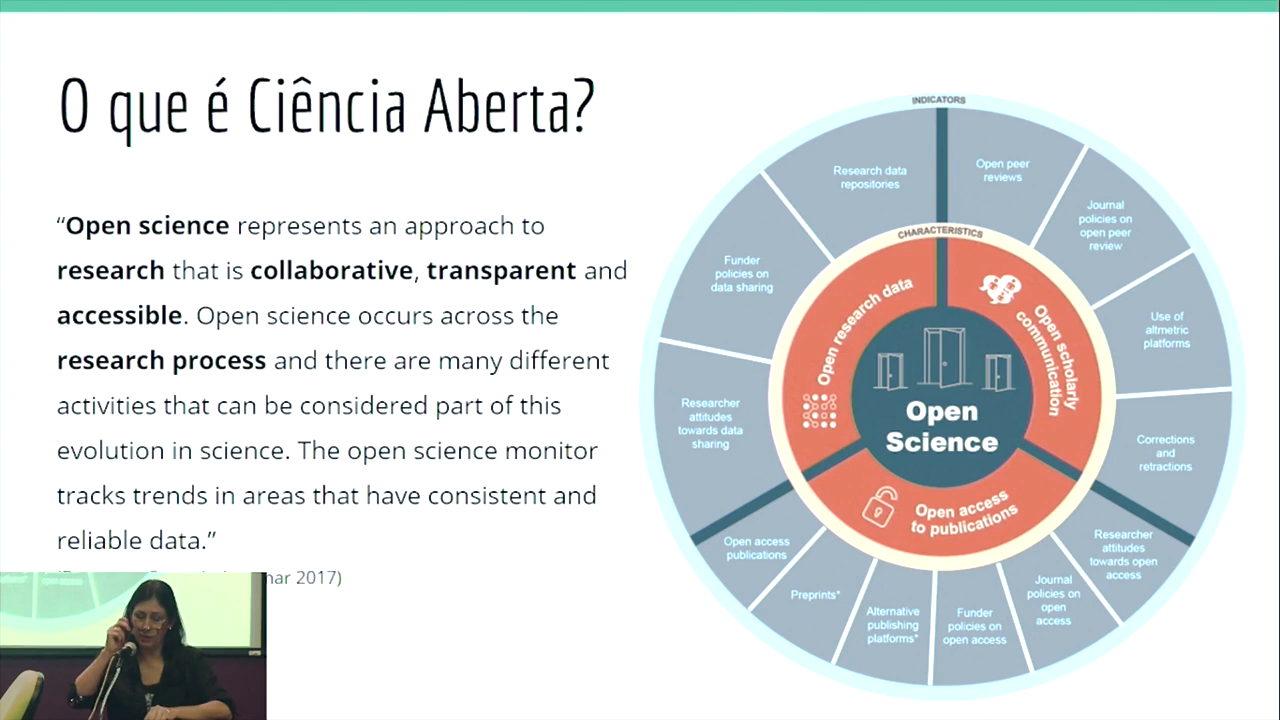 O que é Ciência Aberta?
“Open science represents an approach to
research that is collaborative, transparent and
accessible. Open science occurs across the
research process and there are many different
activities that can be considered part of this
evolution in science. The open science monitor
tracks trends in areas that have consistent and
reliable data.”
2017)
INDICATORS
Research data
repositories
Open peer
reviews
Journal
policies on
open peer
review
Funder
policies on
data sharing
Use of
altmetric
platforms
Researcher
attitudes
towards data
sharing
Corrections
and
retractions
CHARACTERISTICS
Open research data
Open scholarly
communication
Open
Science
Open access
to publications
Open access
publications
Preprints*
Alternative
publishing
platforms*
Funder
policies on
open access
Journal
policies on
open
access
Researcher
attitudes
towards open
access